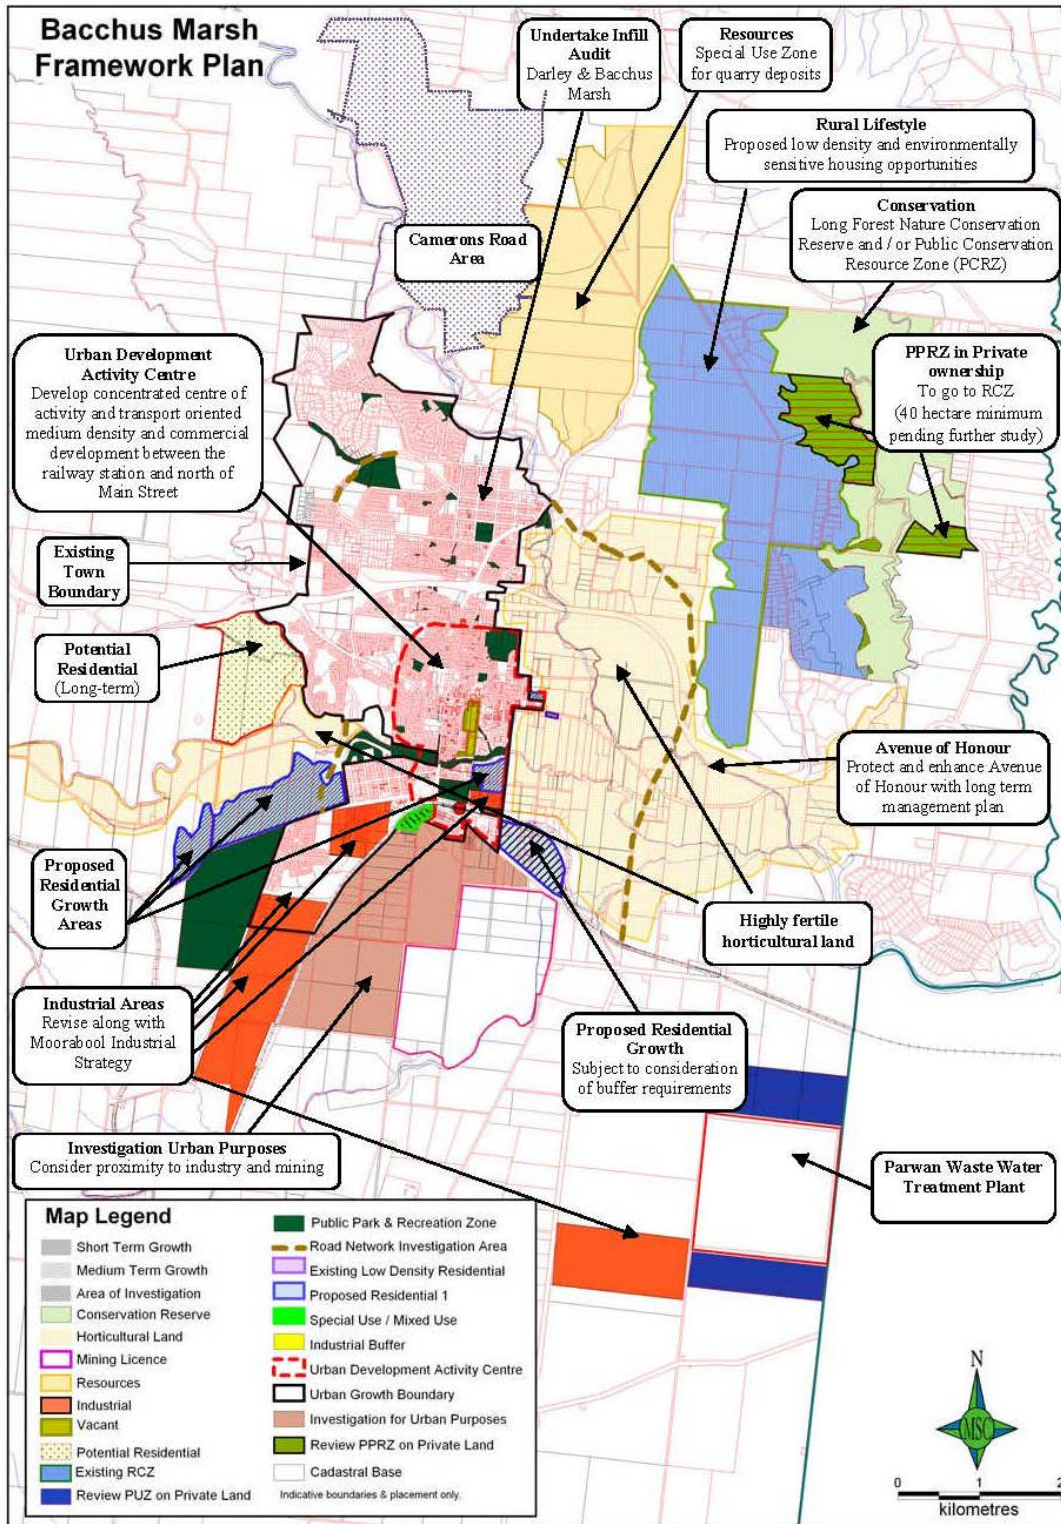 Bacchus Marsh
Framework Plan
Undertake Infill
Audit
Darley & Bacchus
Marsh
Resources
Special Use Zone
for quarry deposits
Rural Lifestyle
Proposed low density and environmentally
sensitive housing opportunities
Conservation
Long Forest Nature Conservation
Reserve and / or Public Conservation
Resource Zone (PCRZ)
Camerons Road
Area
Urban Development
Activity Centre
Develop concentrated centre of
activity and transport oriented
medium density and commercial
development between the
railway station and north of
Main Street
PPRZ in Private
ownership
To go to RCZ
(40 hectare minimum
pending further study)
Existing
Town
Boundary
Potential
Residential
(Long-term)
Avenue of Honour
Protect and enhance Avenue
of Honour with long term
management plan
Proposed
Residential
Growth
Areas
Highly fertile
horticultural land
Industrial Areas
Revise along with
Moorabool Industrial
Strategy
Proposed Residential
Growth
Subject to consideration
of buffer requirements
Investigation Urban Purposes
Consider proximity to industry and mining
Parwan Waste Water
Treatment Plant
Map Legend
Short Term Growth
Medium Term Growth
Area of Investigation
Conservation Reserve
Horticultural Land
Mining Licence
Resources
Industrial
Vacant
Potential Residential
Existing RCZ
Review PUZ on Private Land
Public Park & Recreation Zone
Road Network Investigation Area
Existing Low Density Residential
Proposed Residential 1
Special Use / Mixed Use
Industrial Buffer
Urban Development Activity Centre
Urban Growth Boundary
Investigation for Urban Purposes
Review PPRZ on Private Land
Cadastral Base
Indicative boundaries & placement only.
N
MSC
0 1 2
kilometres